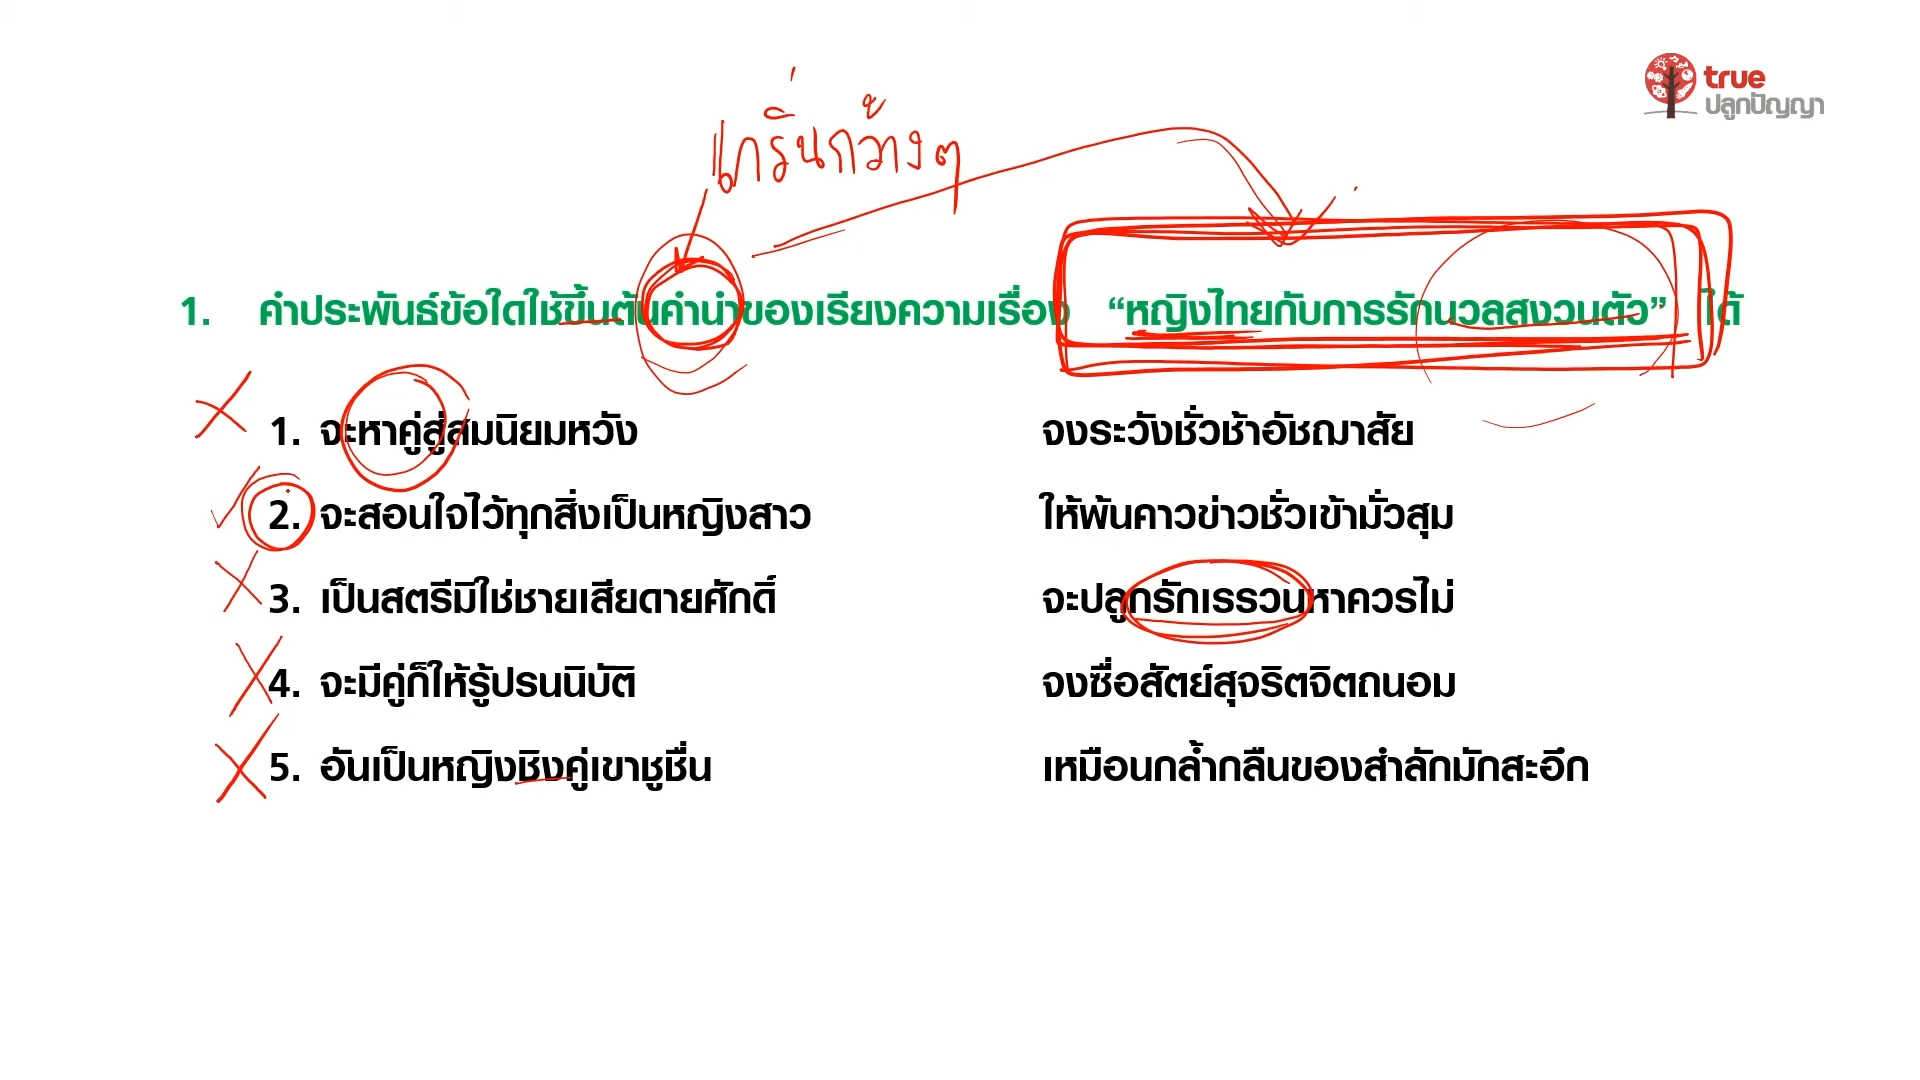 true
ปลูกปัญญา
เกริ่นกว้างๆ
1. คำประพันธ์ข้อใดใช้ขึ้นต้นคำนำของเรียงความเรื่อง “หญิงไทยกับการรักนวลสงวนตัว” ได้
1. จะหาคู่สู่สมนิยมหวัง จงระวังชั่วช้าอัชฌาสัย
2. จะสอนใจไว้ทุกสิ่งเป็นหญิงสาว ให้พ้นคาวข่าวชั่วเข้ามั่วสุม
3. เป็นสตรีมิใช่ชายเสียดายศักดิ์ จะปลูกรักเรรวนหาควรไม่
4. จะมีคู่ก็ให้รู้ปรนนิบัติ จงซื่อสัตย์สุจริตจิตถนอม
5. อันเป็นหญิงชิงคู่เขาชูชื่น เหมือนกล้ำกลืนของสำลักมักสะอึก